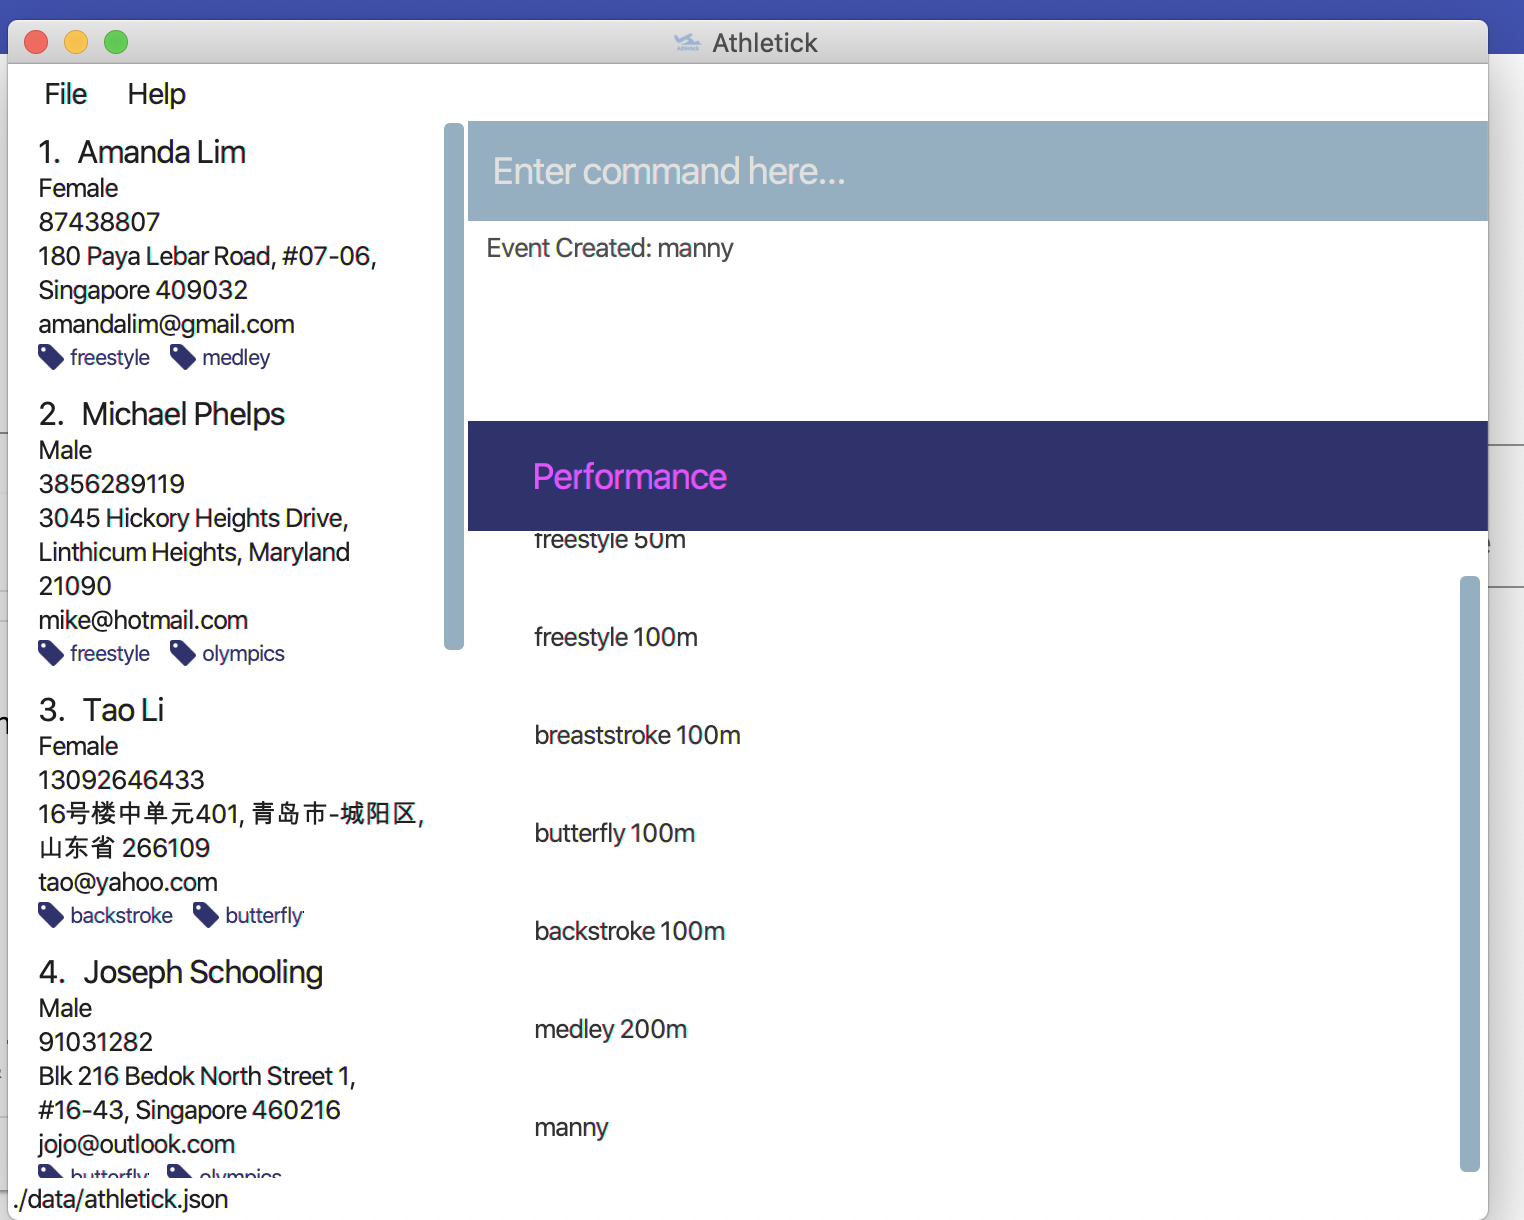 Athletick
File Help
1. Amanda Lim
Female
87438807
180 Paya Lebar Road, #07-06,
Singapore 409032
amandalim@gmail.com
freestyle medley
2. Michael Phelps
Male
3856289119
3045 Hickory Heights Drive,
Linthicum Heights, Maryland
21090
mike@hotmail.com
freestyle olympics
3. Tao Li
Female
13092646433
16号楼中单元401, 青岛市-城阳区,
山东省 266109
tao@yahoo.com
backstroke butterfly
4. Joseph Schooling
Male
91031282
Blk 216 Bedok North Street 1,
#16-43, Singapore 460216
jojo@outlook.com
butterfly olympics
./data/athletick.json
Enter command here...
Event Created: manny
Performance
freestyle 50m
freestyle 100m
breaststroke 100m
butterfly 100m
backstroke 100m
medley 200m
manny